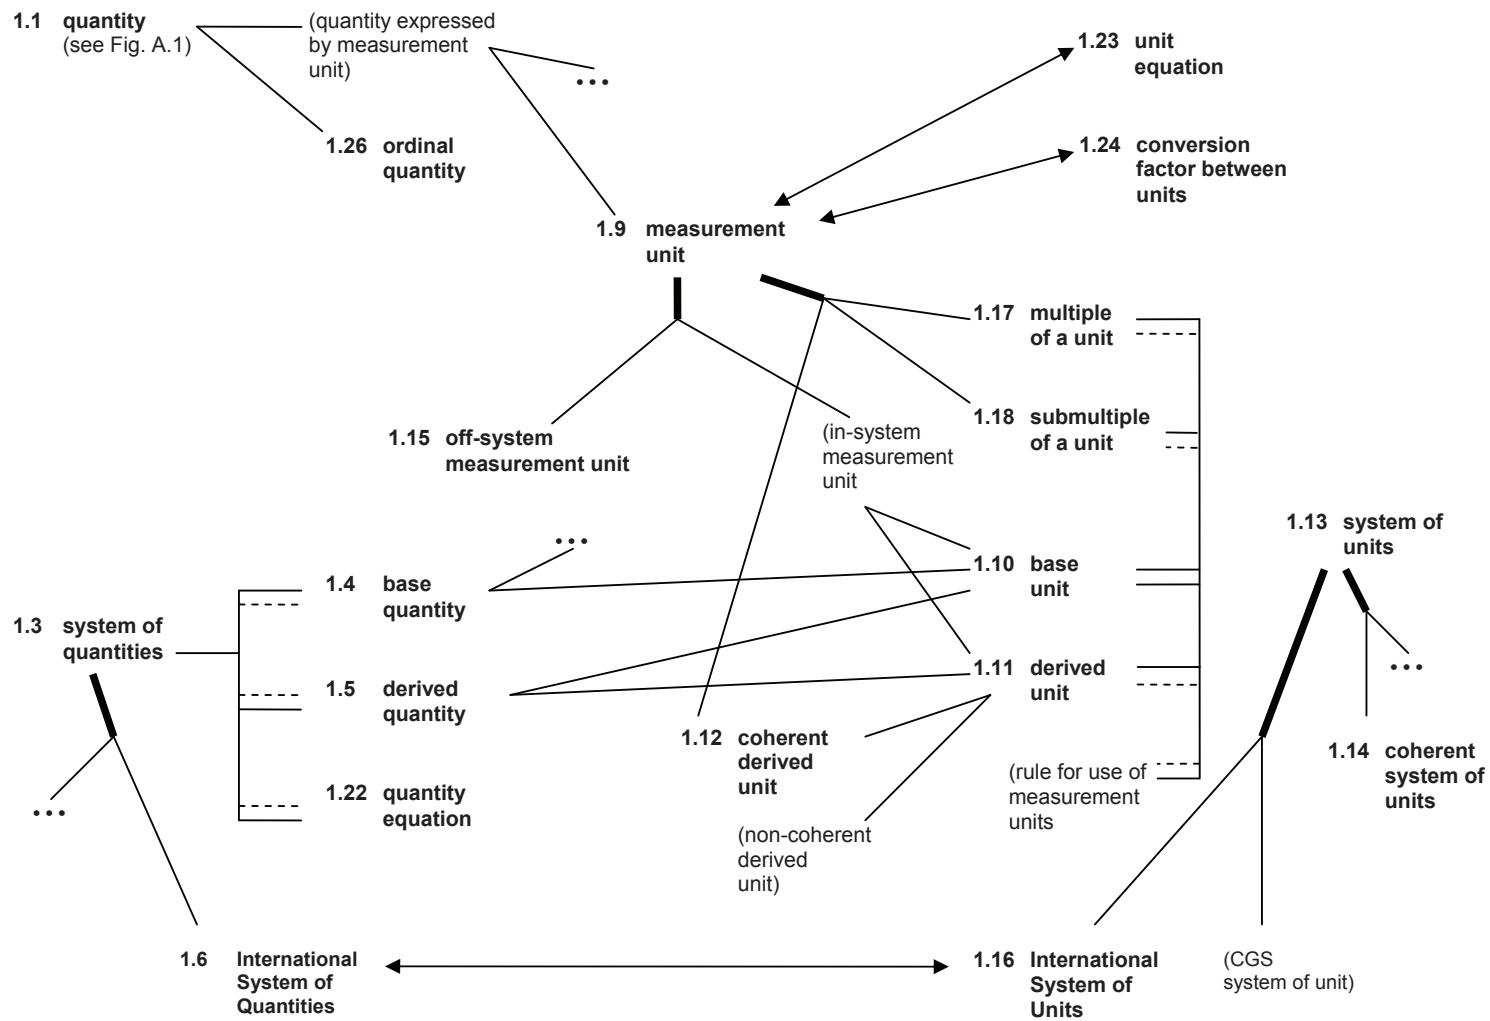 1.1 quantity
(see Fig. A.1)
(quantity expressed
by measurement
unit)
...
1.23 unit
equation
1.26 ordinal
quantity
1.24 conversion
factor between
units
1.9 measurement
unit
1.17 multiple
of a unit
1.15 off-system
measurement unit
(in-system
measurement
unit
1.18 submultiple
of a unit
1.13 system of
units
...
1.4 base
quantity
1.10 base
unit
1.3 system of
quantities
1.5 derived
quantity
1.11 derived
unit
...
1.12 coherent
derived
unit
1.14 coherent
system of
units
(rule for use of
measurement
units
...
1.22 quantity
equation
(non-coherent
derived
unit)
1.6 International
System of
Quantities
1.16 International
System of
Units
(CGS
system of unit)